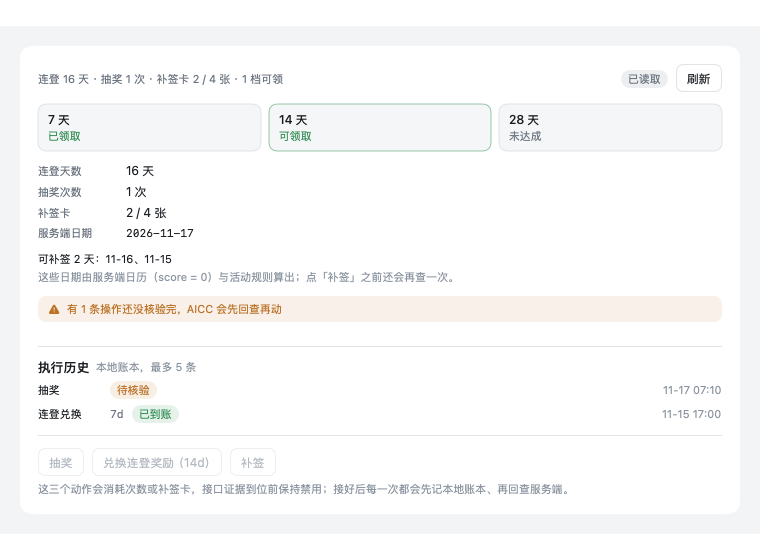 连登 16 天 · 抽奖 1 次 · 补签卡 2 / 4 张 · 1 档可领 已读取 刷新
7 天 14 天 28 天
已领取 可领取 未达成
连登天数 16 天
抽奖次数 1 次
补签卡 2 / 4 张
服务端日期 2026-11-17
可补签 2 天：11-16、11-15
这些日期由服务端日历（score = 0）与活动规则算出；点「补签」之前还会再查一次。
有 1 条操作还没核验完，AICC 会先回查再动
执行历史 本地账本，最多 5 条
抽奖 待核验 11-17 07:10
连登兑换 7d 已到账 11-15 17:00
抽奖 兑换连登奖励（14d） 补签
这三个动作会消耗次数或补签卡，接口证据到位前保持禁用；接好后每一次都会先记本地账本、再回查服务端。